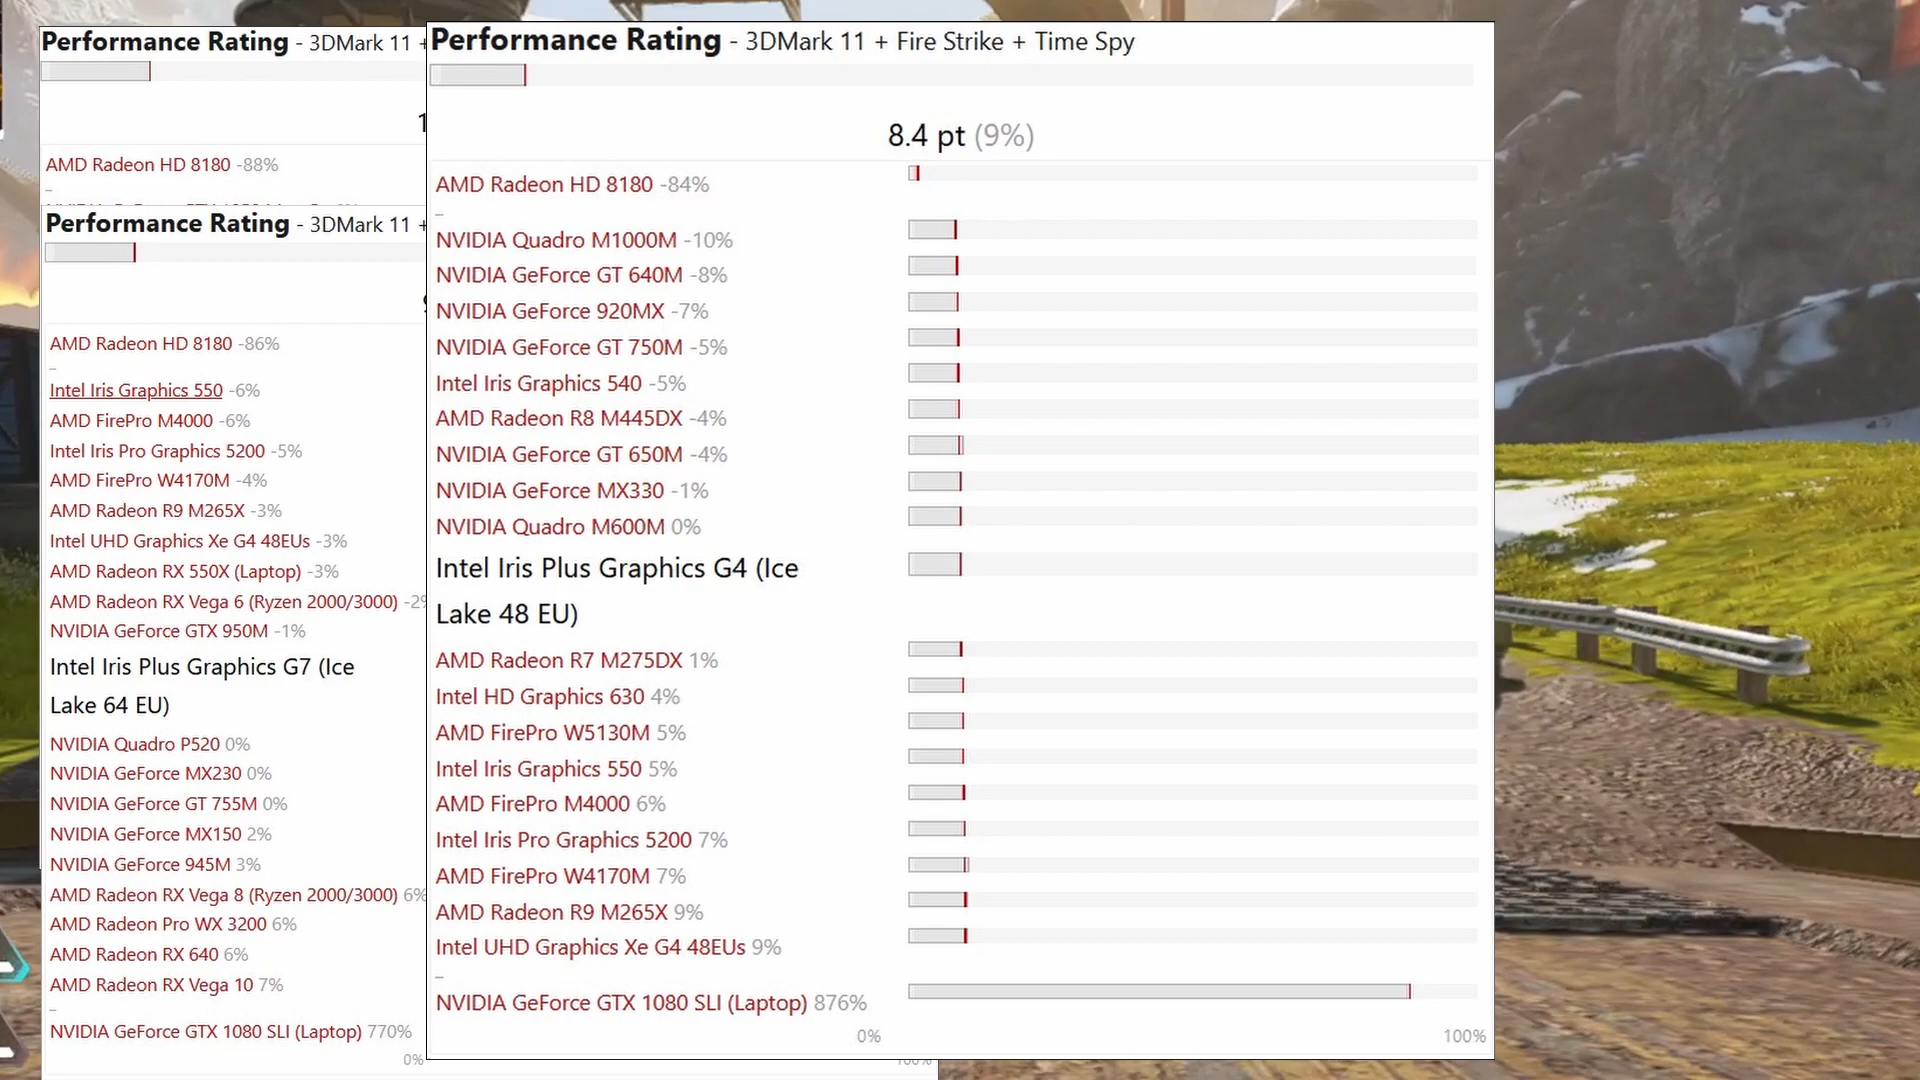 Performance Rating - 3DMark 11 +
AMD Radeon HD 8180 -88%
–
Performance Rating - 3DMark 11 +
AMD Radeon HD 8180 -86%
–
Intel Iris Graphics 550 -6%
AMD FirePro M4000 -6%
Intel Iris Pro Graphics 5200 -5%
AMD FirePro W4170M -4%
AMD Radeon R9 M265X -3%
Intel UHD Graphics Xe G4 48EUs -3%
AMD Radeon RX 550X (Laptop) -3%
AMD Radeon RX Vega 6 (Ryzen 2000/3000) -2%
NVIDIA GeForce GTX 950M -1%
Intel Iris Plus Graphics G7 (Ice
Lake 64 EU)
NVIDIA Quadro P520 0%
NVIDIA GeForce MX230 0%
NVIDIA GeForce GT 755M 0%
NVIDIA GeForce MX150 2%
NVIDIA GeForce 945M 3%
AMD Radeon RX Vega 8 (Ryzen 2000/3000) 6%
AMD Radeon Pro WX 3200 6%
AMD Radeon RX 640 6%
AMD Radeon RX Vega 10 7%
–
NVIDIA GeForce GTX 1080 SLI (Laptop) 770%
0%
100%
Performance Rating - 3DMark 11 + Fire Strike + Time Spy
8.4 pt (9%)
AMD Radeon HD 8180 -84%
–
NVIDIA Quadro M1000M -10%
NVIDIA GeForce GT 640M -8%
NVIDIA GeForce 920MX -7%
NVIDIA GeForce GT 750M -5%
Intel Iris Graphics 540 -5%
AMD Radeon R8 M445DX -4%
NVIDIA GeForce GT 650M -4%
NVIDIA GeForce MX330 -1%
NVIDIA Quadro M600M 0%
Intel Iris Plus Graphics G4 (Ice
Lake 48 EU)
AMD Radeon R7 M275DX 1%
Intel HD Graphics 630 4%
AMD FirePro W5130M 5%
Intel Iris Graphics 550 5%
AMD FirePro M4000 6%
Intel Iris Pro Graphics 5200 7%
AMD FirePro W4170M 7%
AMD Radeon R9 M265X 9%
Intel UHD Graphics Xe G4 48EUs 9%
–
NVIDIA GeForce GTX 1080 SLI (Laptop) 876%
0%
100%